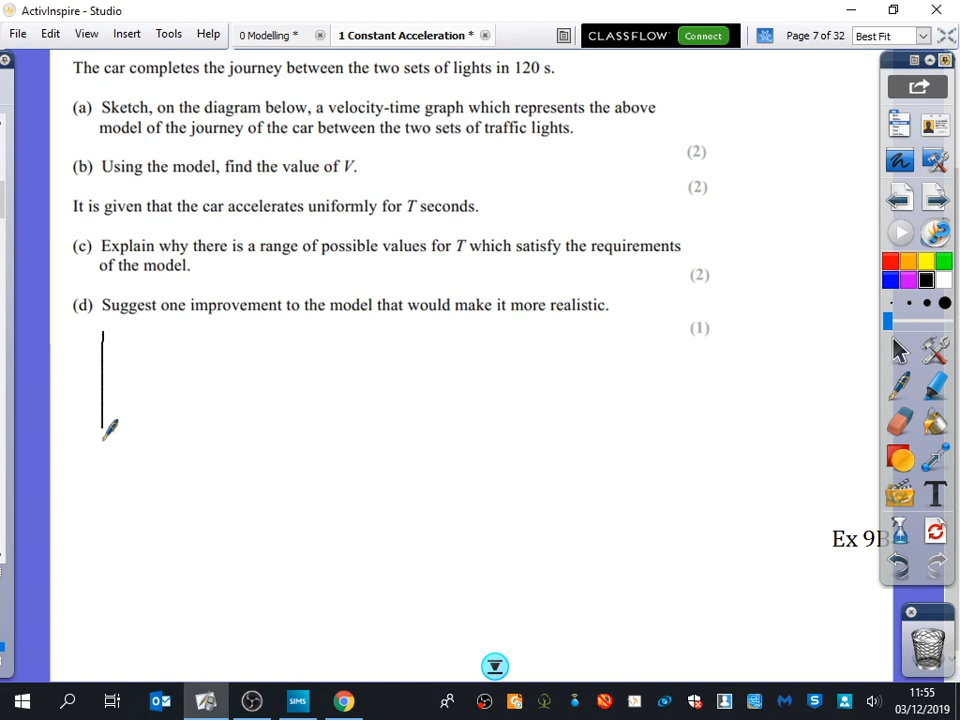 ActivInspire - Studio
File Edit View Insert Tools Help 0 Modelling * 1 Constant Acceleration * CLASSFLOW Connect Page 7 of 32 Best Fit
The car completes the journey between the two sets of lights in 120 s.
(a) Sketch, on the diagram below, a velocity-time graph which represents the above
model of the journey of the car between the two sets of traffic lights.
(2)
(b) Using the model, find the value of V.
(2)
It is given that the car accelerates uniformly for T seconds.
(c) Explain why there is a range of possible values for T which satisfy the requirements
of the model.
(2)
(d) Suggest one improvement to the model that would make it more realistic.
(1)
Ex 9B
SIMS
11:55
03/12/2019